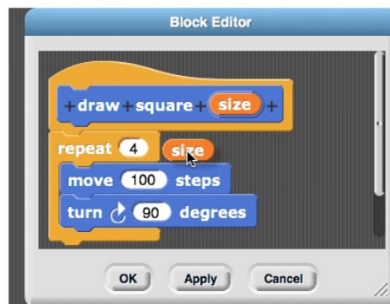 Block Editor
+draw+square+ size +
repeat 4 size
move 100 steps
turn 90 degrees
OK Apply Cancel